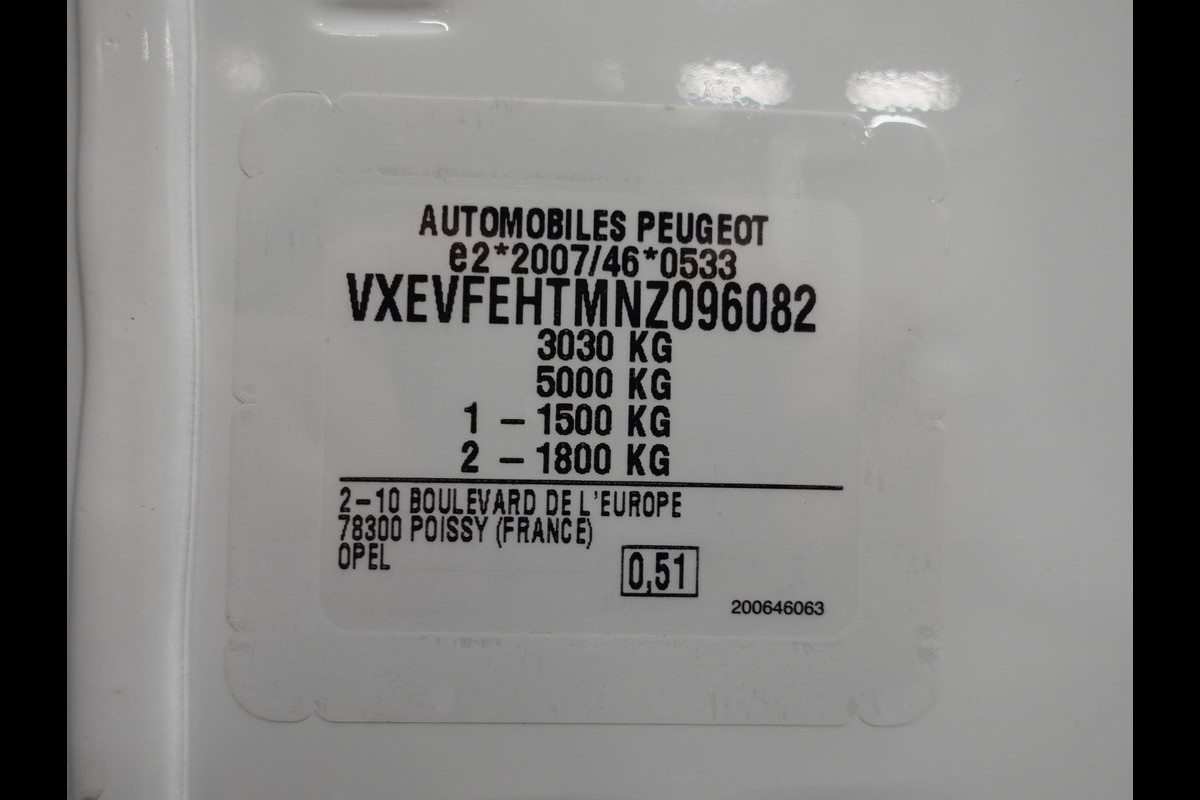 AUTOMOBILES PEUGEOT
e2*2007/46*0533
VXEVFEHTMNZ096082
3030 KG
5000 KG
1 – 1500 KG
2 – 1800 KG
2–10 BOULEVARD DE L'EUROPE
78300 POISSY (FRANCE)
OPEL
0,51
200646063